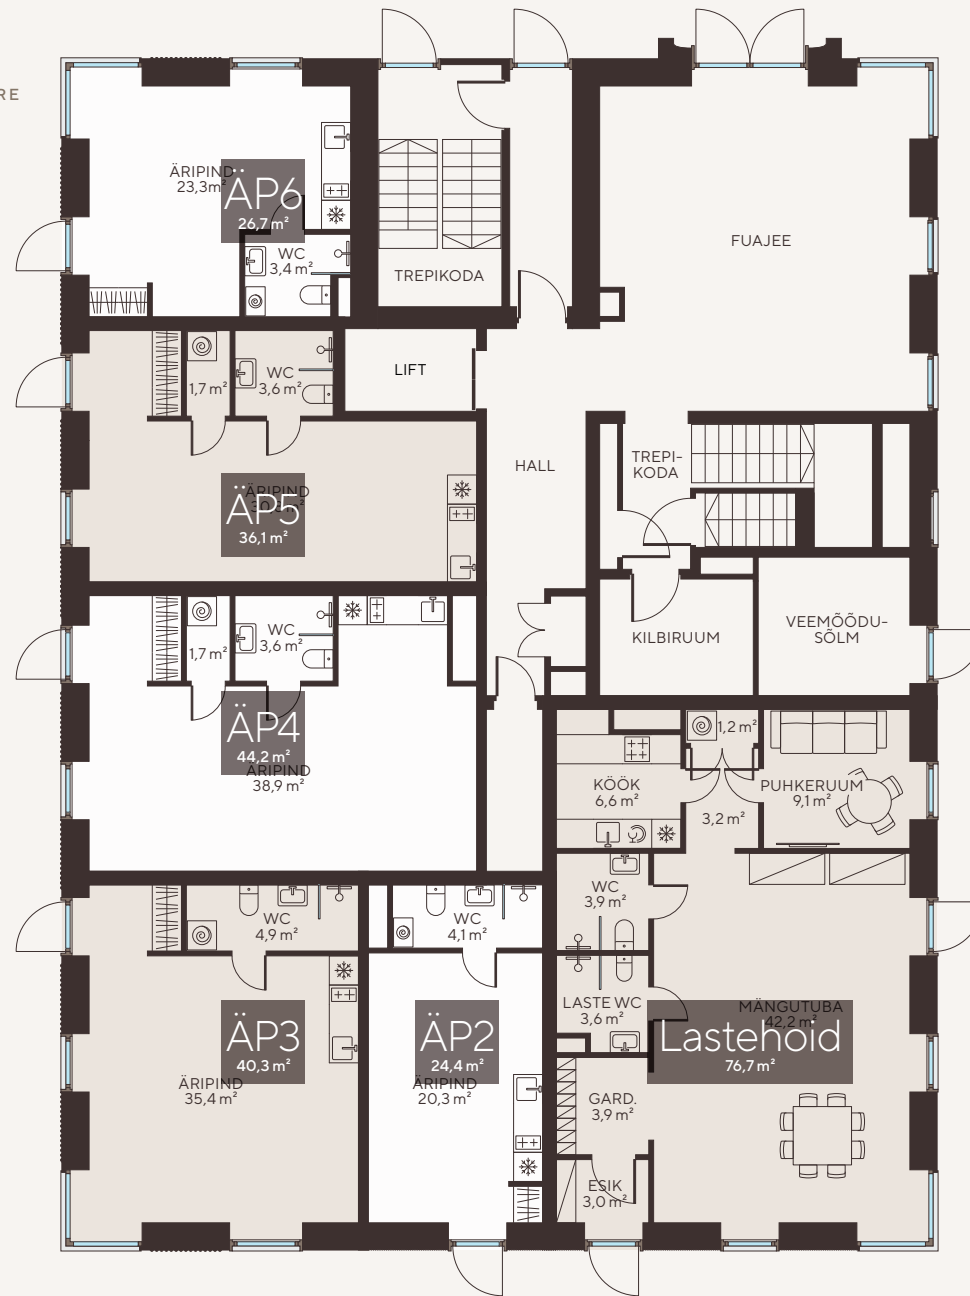 RE
ÄRIPIND
23,3m²
ÄP6
26,7 m²
WC
3,4 m²
TREPIKODA
FUAJEE
LIFT
1,7 m²
WC
3,6 m²
HALL
TREPI-
KODA
ÄRIPIND
ÄP5
36,1 m²
KILBIRUUM
VEEMÕÕDU-
SÕLM
1,7 m²
WC
3,6 m²
ÄP4
44,2 m²
ÄRIPIND
38,9 m²
KÖÖK
6,6 m²
1,2 m²
3,2 m²
PUHKERUUM
9,1 m²
WC
4,9 m²
WC
4,1 m²
WC
3,9 m²
LASTE WC
3,6 m²
MÄNGUTUBA
42,2 m²
Lastehoid
76,7 m²
ÄP3
40,3 m²
ÄRIPIND
35,4 m²
ÄP2
24,4 m²
ÄRIPIND
20,3 m²
GARD.
3,9 m²
ESIK
3,0 m²